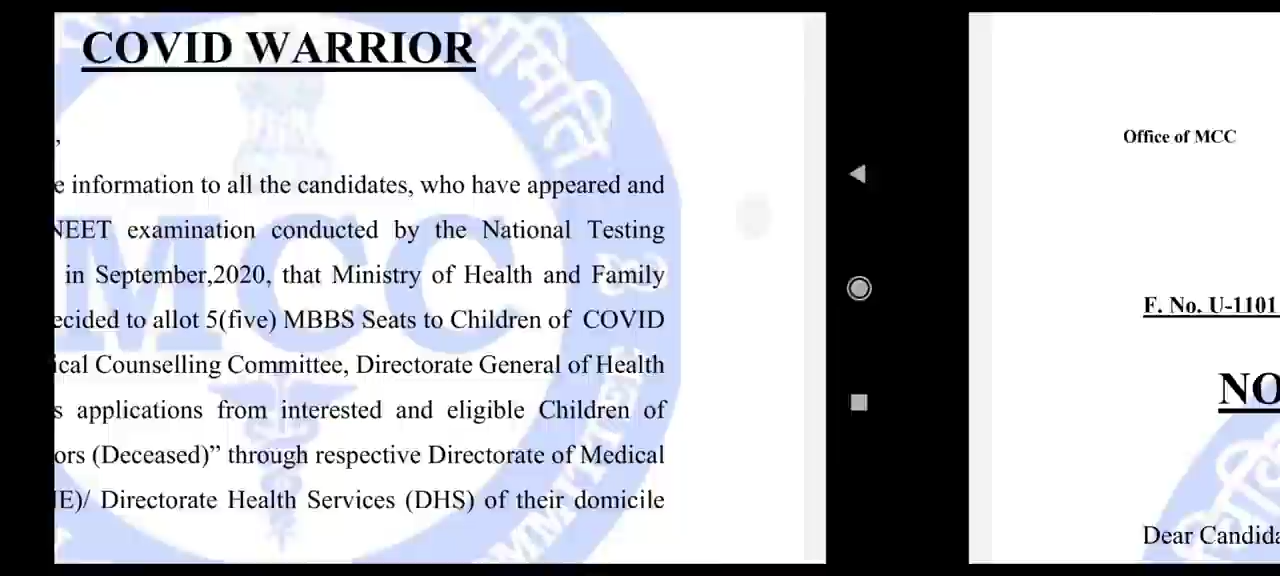 COVID WARRIOR
,
e information to all the candidates, who have appeared and
NEET examination conducted by the National Testing
in September,2020, that Ministry of Health and Family
ecided to allot 5(five) MBBS Seats to Children of COVID
ical Counselling Committee, Directorate General of Health
s applications from interested and eligible Children of
ors (Deceased)” through respective Directorate of Medical
E)/ Directorate Health Services (DHS) of their domicile
समिति
MCC
Office of MCC
F. No. U-1101
NO
Dear Candida